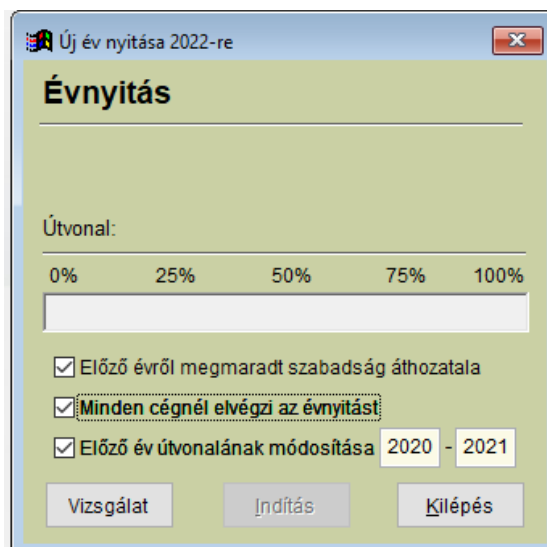 Új év nyitása 2022-re
Évnyitás
Útvonal:
0% 25% 50% 75% 100%
Előző évről megmaradt szabadság áthozatala
Minden cégnél elvégzi az évnyitást
Előző év útvonalának módosítása 2020 - 2021
Vizsgálat Indítás Kilépés